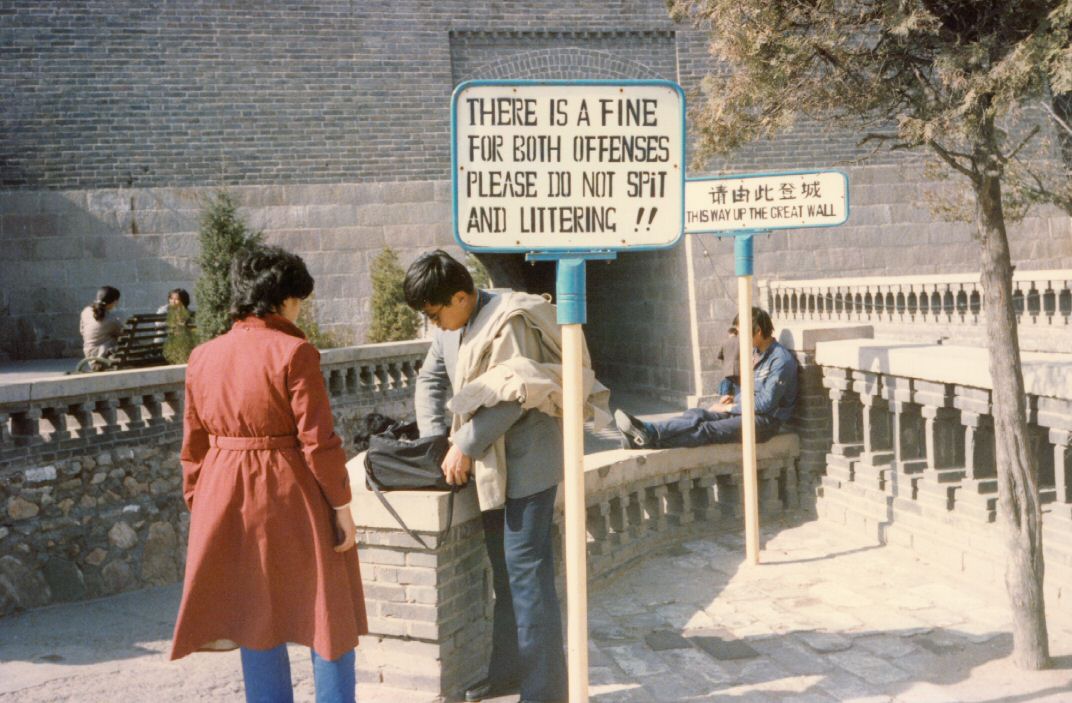 THERE IS A FINE
FOR BOTH OFFENSES
PLEASE DO NOT SPiT
AND LITTERING !!
请由此登城
THIS WAY UP THE GREAT WALL